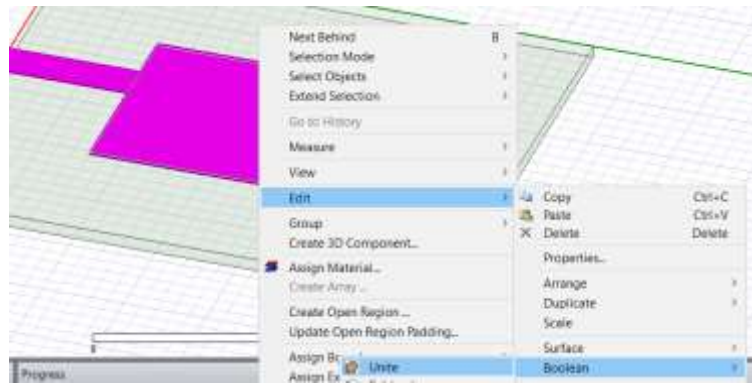 Next Behind B
Selection Mode
Select Objects
Extend Selection
Go to History
Measure
View
Edit
Group
Create 3D Component...
Assign Material...
Create Array ...
Create Open Region ...
Update Open Region Padding...
Assign
Assign
Copy Ctrl+C
Paste Ctrl+V
Delete Delete
Properties...
Arrange
Duplicate
Scale
Surface
Boolean
Unite
Progress